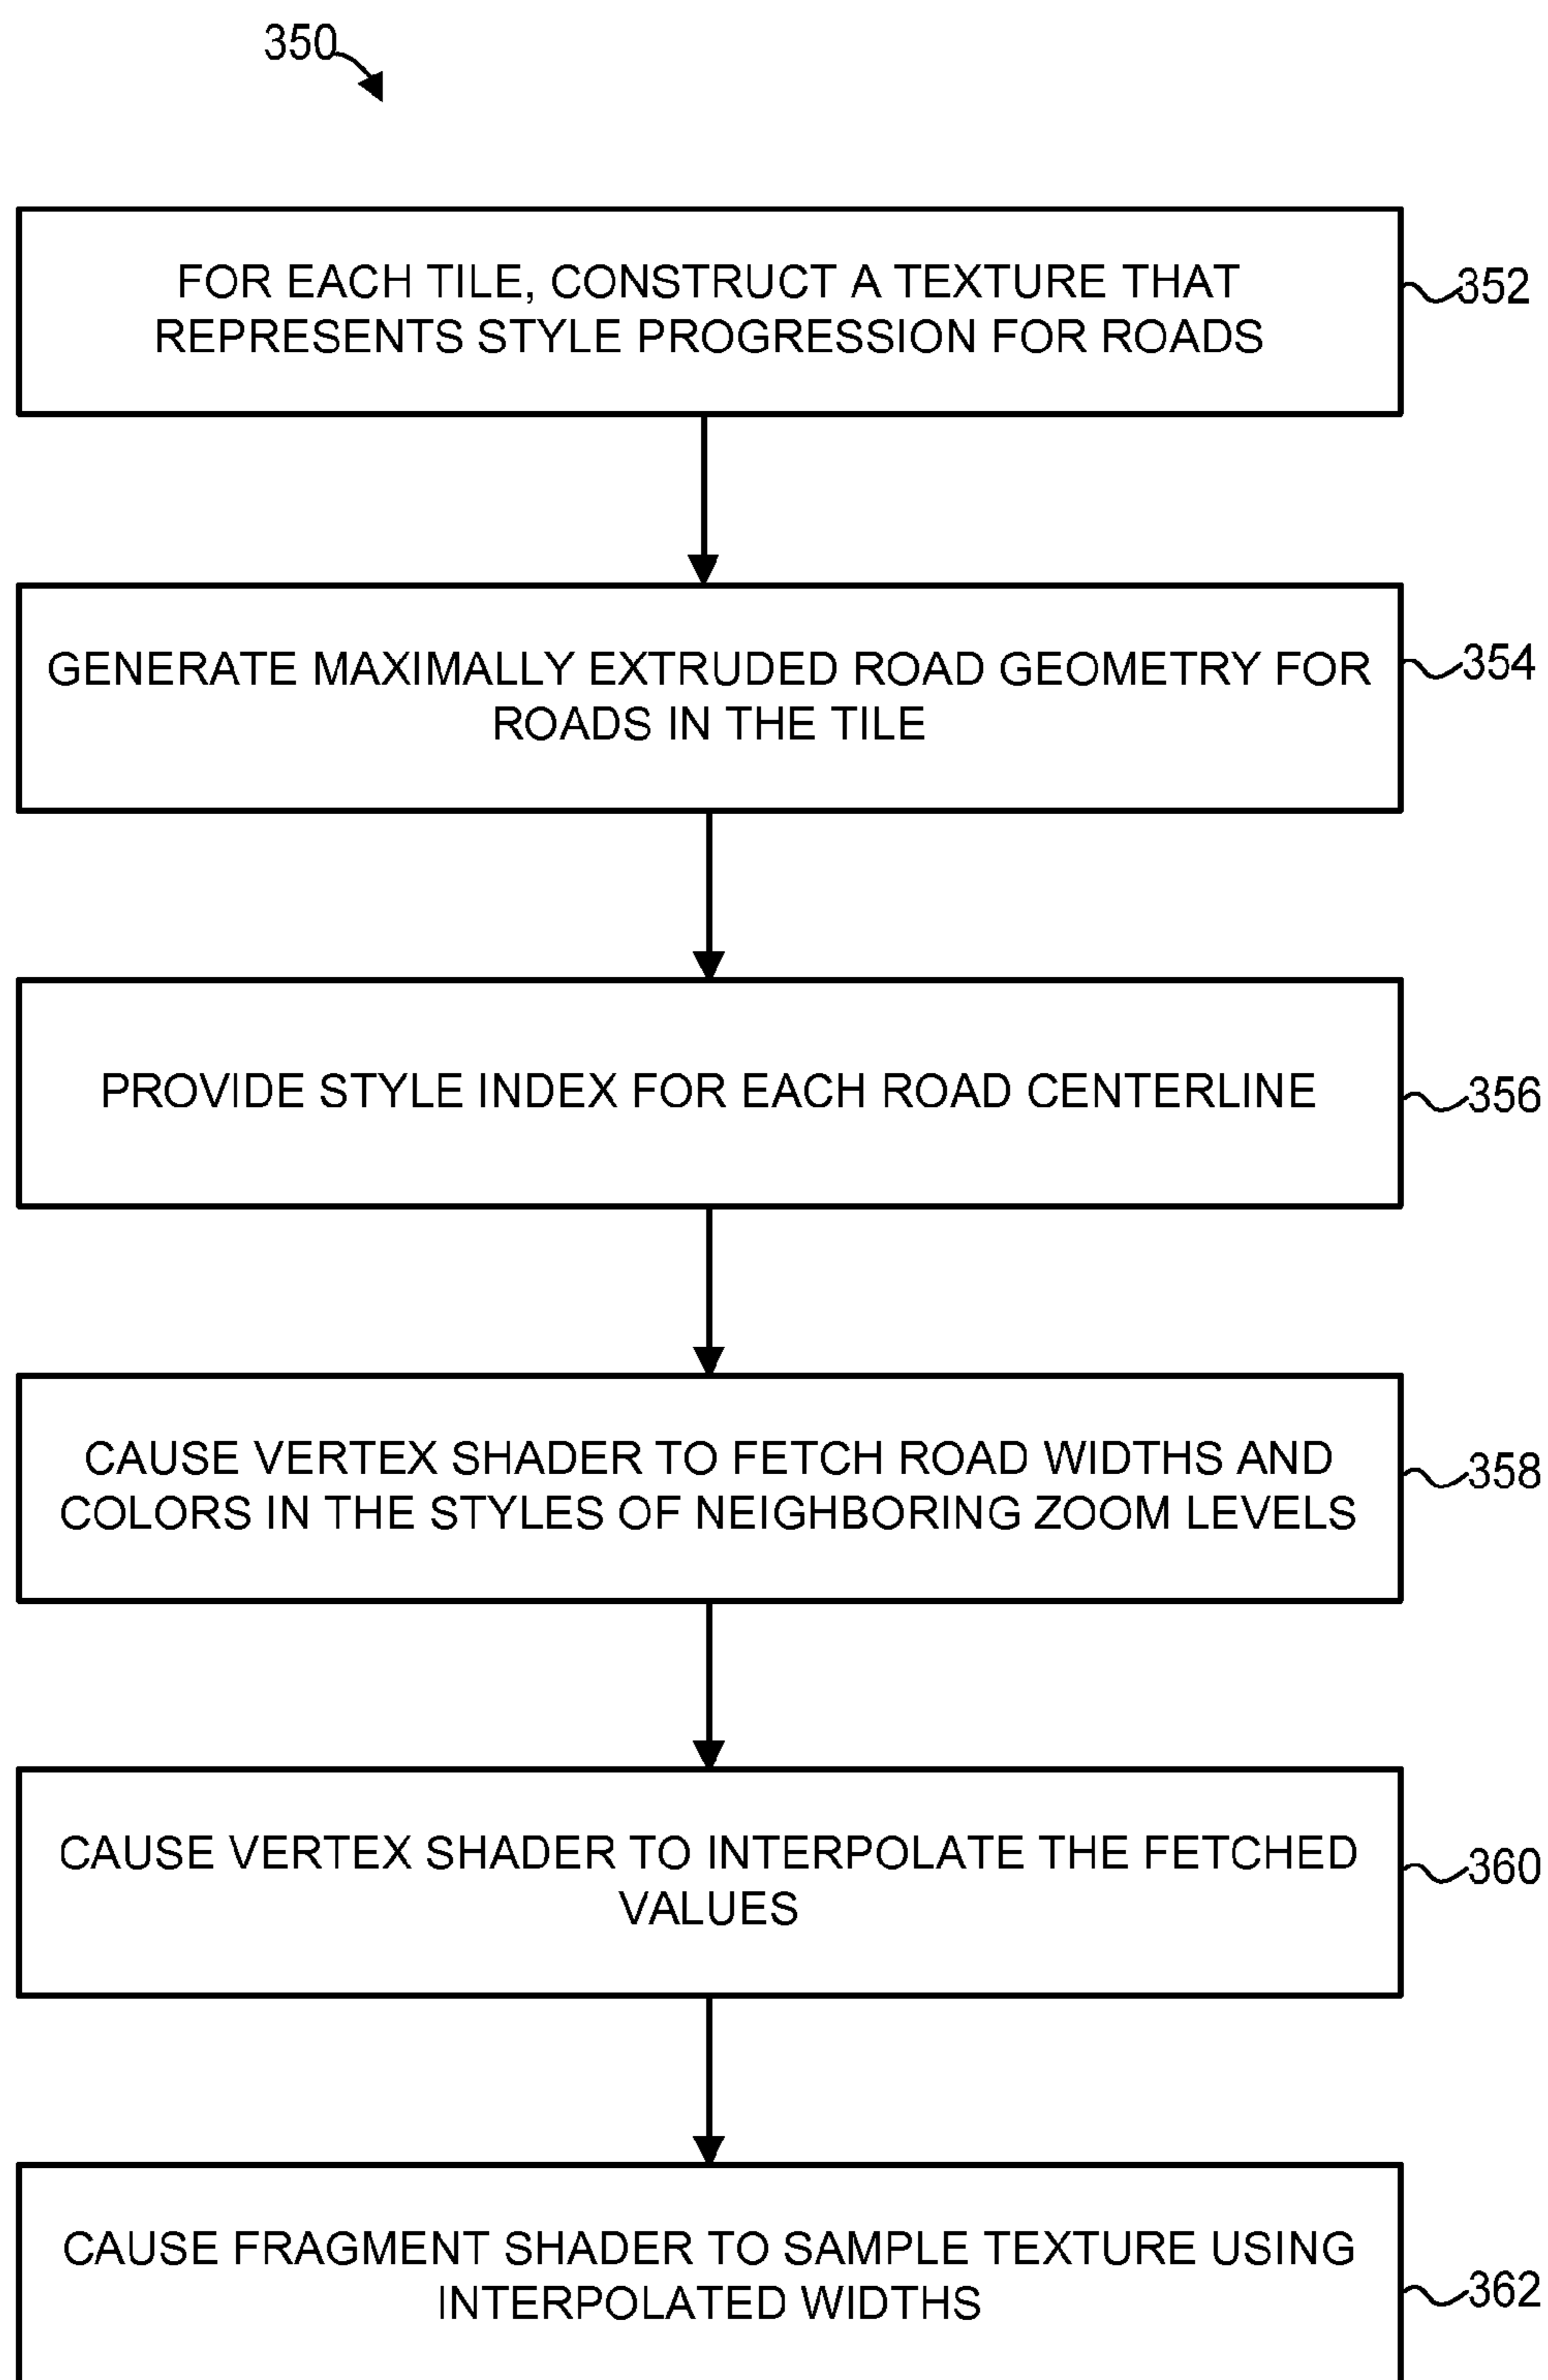 350
FOR EACH TILE, CONSTRUCT A TEXTURE THAT
REPRESENTS STYLE PROGRESSION FOR ROADS
352
GENERATE MAXIMALLY EXTRUDED ROAD GEOMETRY FOR
ROADS IN THE TILE
354
PROVIDE STYLE INDEX FOR EACH ROAD CENTERLINE
356
CAUSE VERTEX SHADER TO FETCH ROAD WIDTHS AND
COLORS IN THE STYLES OF NEIGHBORING ZOOM LEVELS
358
CAUSE VERTEX SHADER TO INTERPOLATE THE FETCHED
VALUES
360
CAUSE FRAGMENT SHADER TO SAMPLE TEXTURE USING
INTERPOLATED WIDTHS
362